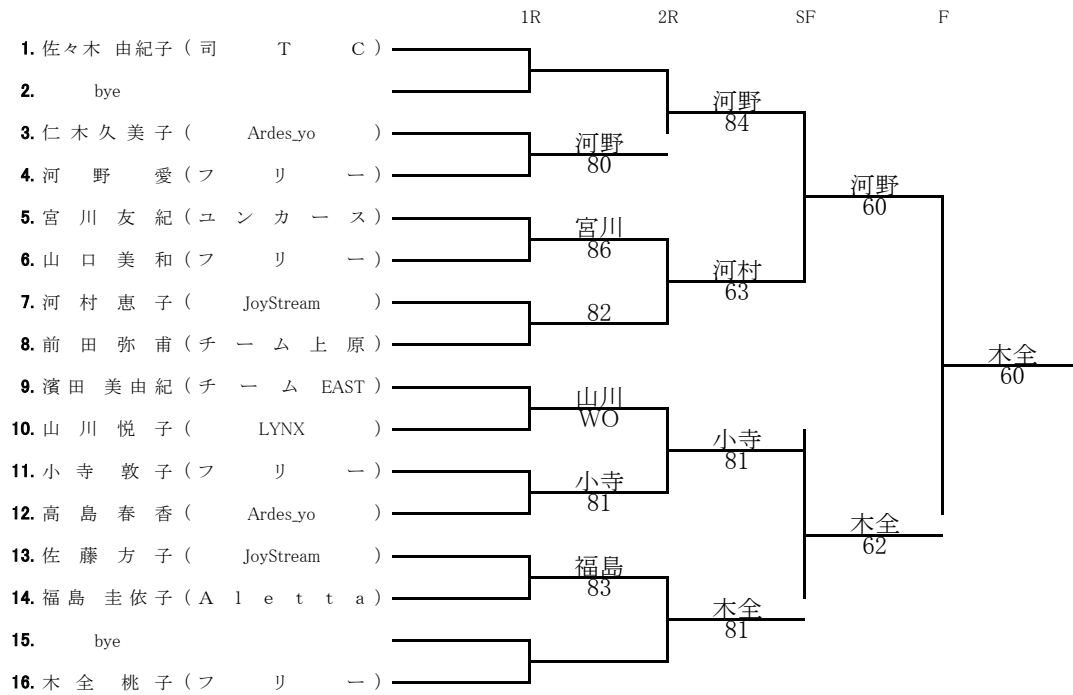 1R 2R SF F
1. 佐々木 由紀子 ( 司 T C )
2. bye
河野
84
3. 仁木久美子 ( Ardes_yo )
河野
80
4. 河野 愛 ( フリー )
河野
60
5. 宮川友紀 ( ユンカース )
宮川
86
6. 山口美和 ( フリー )
河村
63
7. 河村恵子 ( JoyStream )
82
8. 前田弥甫 ( チーム上原 )
木全
60
9. 濱田 美由紀 ( チーム EAST )
山川
WO
10. 山川悦子 ( LYNX )
小寺
81
11. 小寺 敦子 ( フリー )
小寺
81
12. 高島春香 ( Ardes_yo )
木全
62
13. 佐藤方子 ( JoyStream )
福島
83
14. 福島 圭依子 ( Aletta )
木全
81
15. bye
16. 木全 桃子 ( フリー )